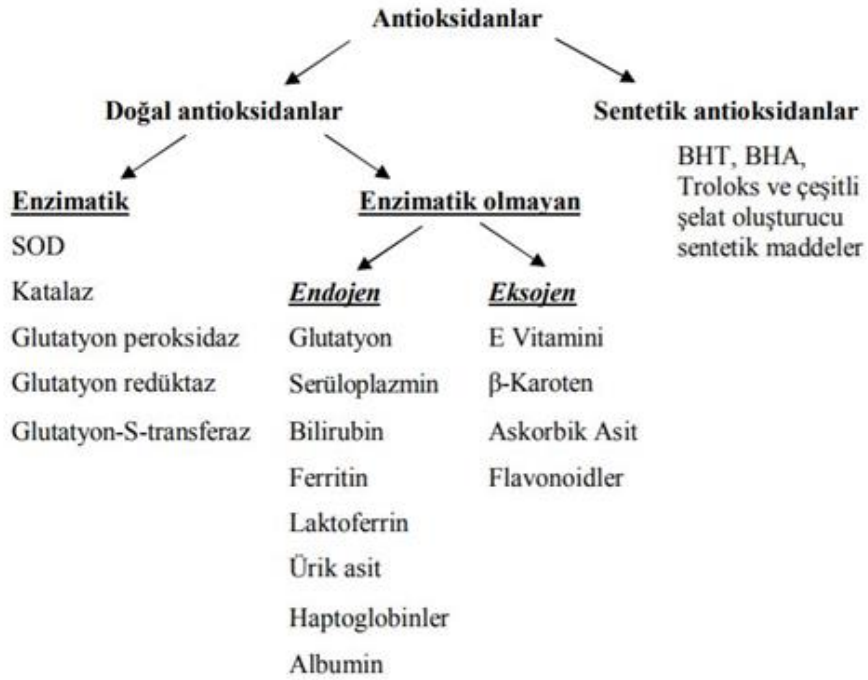 Antioksidanlar
Doğal antioksidanlar
Sentetik antioksidanlar
BHT, BHA,
Troloks ve çeşitli
şelat oluşturucu
sentetik maddeler
Enzimatik
SOD
Katalaz
Glutatyon peroksidaz
Glutatyon redüktaz
Glutatyon-S-transferaz
Enzimatik olmayan
Endojen
Glutatyon
Serüloplazmin
Bilirubin
Ferritin
Laktoferrin
Ürik asit
Haptoglobinler
Albumin
Eksojen
E Vitamini
β-Karoten
Askorbik Asit
Flavonoidler